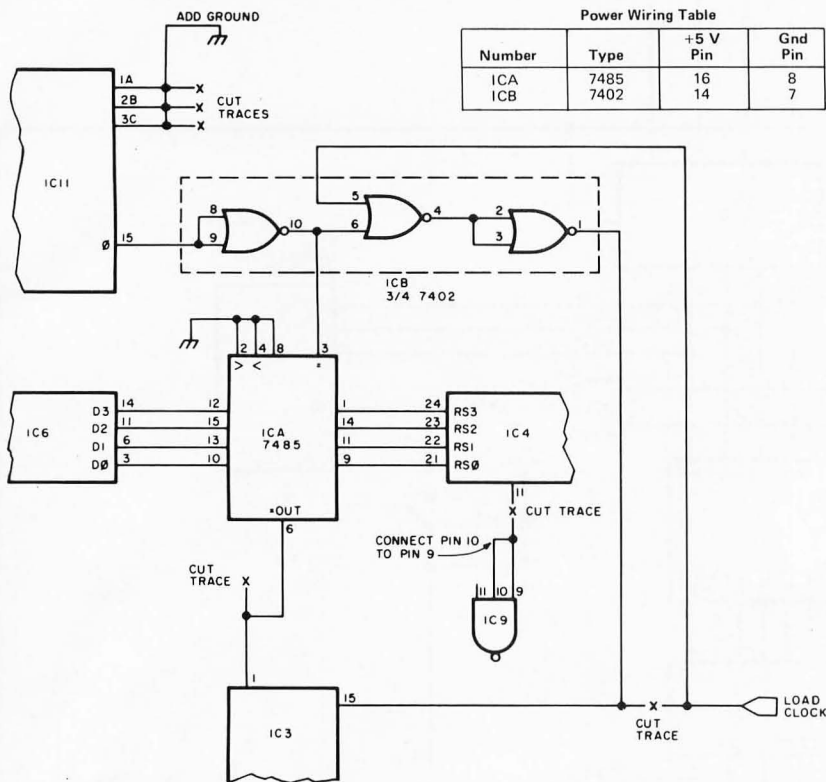 ADD GROUND
Power Wiring Table
Number Type +5 V Pin Gnd Pin
ICA 7485 16 8
ICB 7402 14 7
1A
2B
3C
CUT
TRACES
IC11
Ø 15
8
9
10
5
6
4
2
3
1
ICB
3/4 7402
2 4 8 3
> < =
IC6
D3 14 12
D2 11 15
D1 6 13
DØ 3 10
ICA
7485
=OUT
6
1 24 RS3
14 23 RS2
11 22 RS1
9 21 RSØ
IC4
11
X CUT TRACE
CONNECT PIN 10
TO PIN 9
11 10 9
IC9
CUT
TRACE X
1
IC3
15
X
CUT
TRACE
LOAD
CLOCK